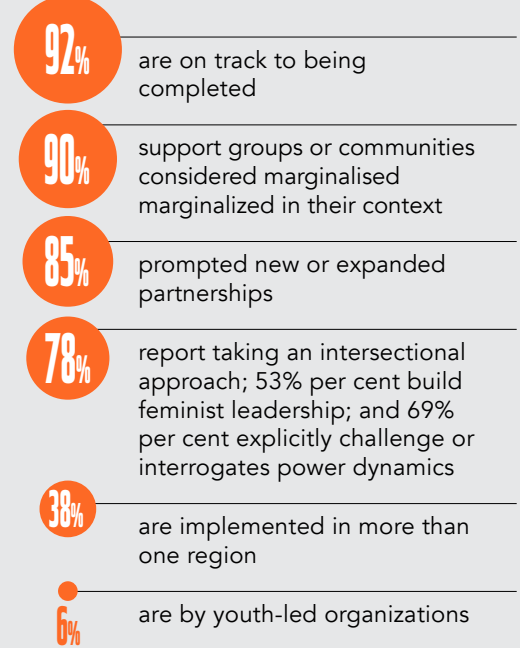 92%
are on track to being
completed
90%
support groups or communities
considered marginalised
marginalized in their context
85%
prompted new or expanded
partnerships
78%
report taking an intersectional
approach; 53% per cent build
feminist leadership; and 69%
per cent explicitly challenge or
interrogates power dynamics
38%
are implemented in more than
one region
6%
are by youth-led organizations